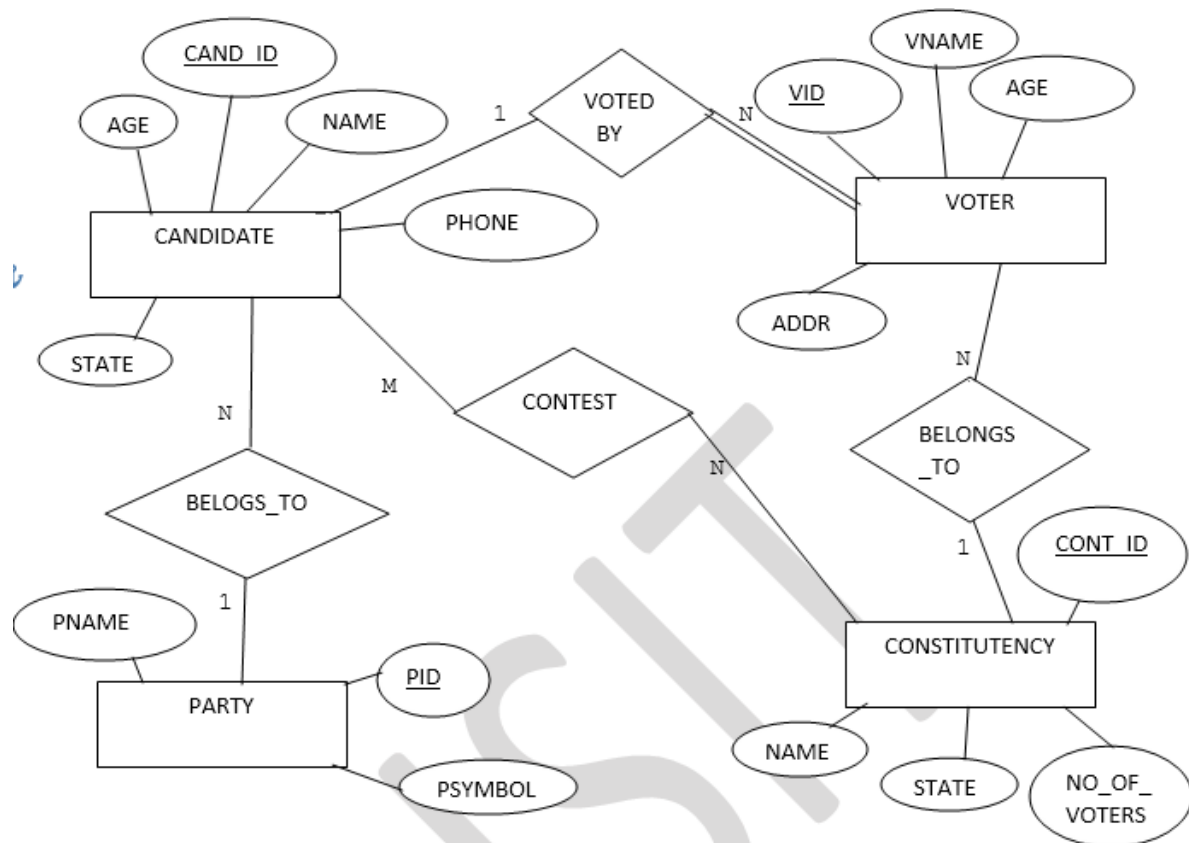 CAND_ID
VNAME
VID
AGE
AGE
NAME
1
VOTED
BY
N
VOTER
CANDIDATE
PHONE
STATE
ADDR
N
M
CONTEST
N
N
BELONGS
_TO
BELOGS_TO
1
CONT_ID
1
PNAME
CONSTITUTENCY
PARTY
PID
NAME
STATE
NO_OF_
VOTERS
PSYMBOL